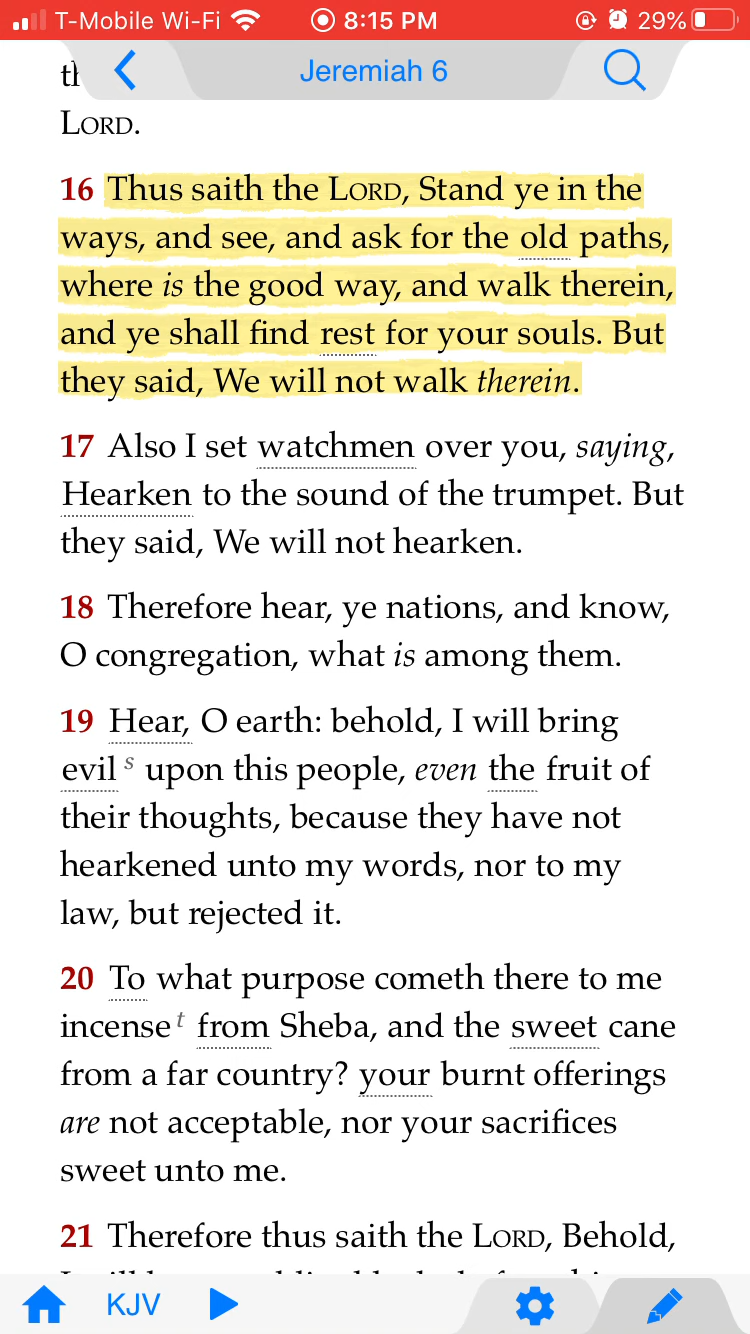 T-Mobile Wi-Fi 8:15 PM 29%
Jeremiah 6
LORD.
16 Thus saith the LORD, Stand ye in the
ways, and see, and ask for the old paths,
where is the good way, and walk therein,
and ye shall find rest for your souls. But
they said, We will not walk therein.
17 Also I set watchmen over you, saying,
Hearken to the sound of the trumpet. But
they said, We will not hearken.
18 Therefore hear, ye nations, and know,
O congregation, what is among them.
19 Hear, O earth: behold, I will bring
evil s upon this people, even the fruit of
their thoughts, because they have not
hearkened unto my words, nor to my
law, but rejected it.
20 To what purpose cometh there to me
incense t from Sheba, and the sweet cane
from a far country? your burnt offerings
are not acceptable, nor your sacrifices
sweet unto me.
21 Therefore thus saith the LORD, Behold,
KJV